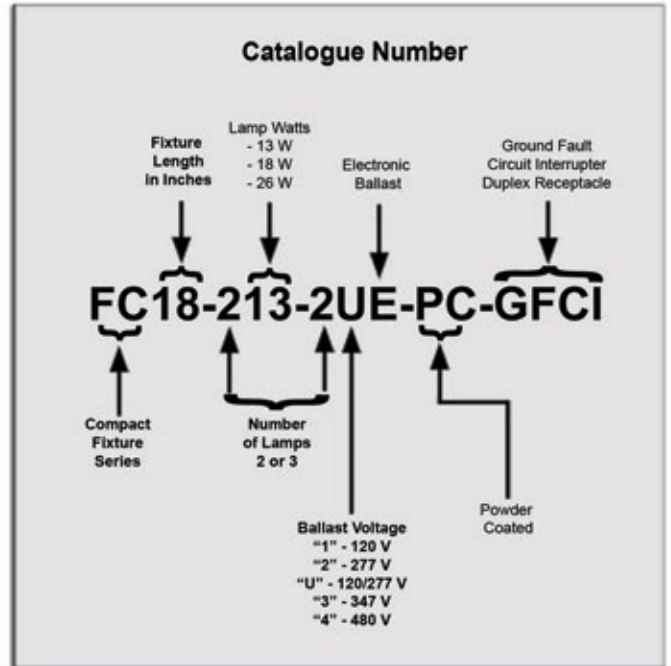 Catalogue Number
Fixture
Length
in Inches
Lamp Watts
- 13 W
- 18 W
- 26 W
Electronic
Ballast
Ground Fault
Circuit Interrupter
Duplex Receptacle
FC18-213-2UE-PC-GFCI
Compact
Fixture
Series
Number
of Lamps
2 or 3
Ballast Voltage
"1" - 120 V
"2" - 277 V
"U" - 120/277 V
"3" - 347 V
"4" - 480 V
Powder
Coated